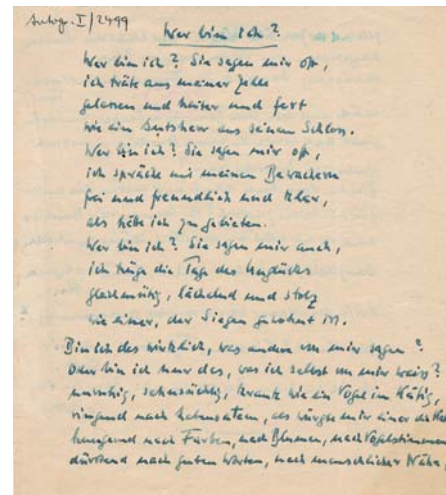 Autogr. I/2499
Wer bin ich?
Wer bin ich? Sie sagen mir oft,
ich träte aus meiner Zelle
gelassen und heiter und fest
wie ein Gutsherr aus seinem Schloss.
Wer bin ich? Sie sagen mir oft,
ich spräche mit meinen Bewachern
frei und freundlich und klar,
als hätte ich zu gebieten.
Wer bin ich? Sie sagen mir auch,
ich trüge die Tage des Unglücks
gleichmütig, lächelnd und stolz
wie einer, der Siegen gewohnt ist.
Bin ich das wirklich, was andere von mir sagen?
Oder bin ich nur das, was ich selbst von mir weiss?
unruhig, sehnsüchtig, krank wie ein Vogel im Käfig,
ringend nach Lebensatem, als würgte mir einer die
hungernd nach Farben, nach Blumen, nach Vogelstimmen
dürstend nach guten Worten, nach menschlicher Nähe,